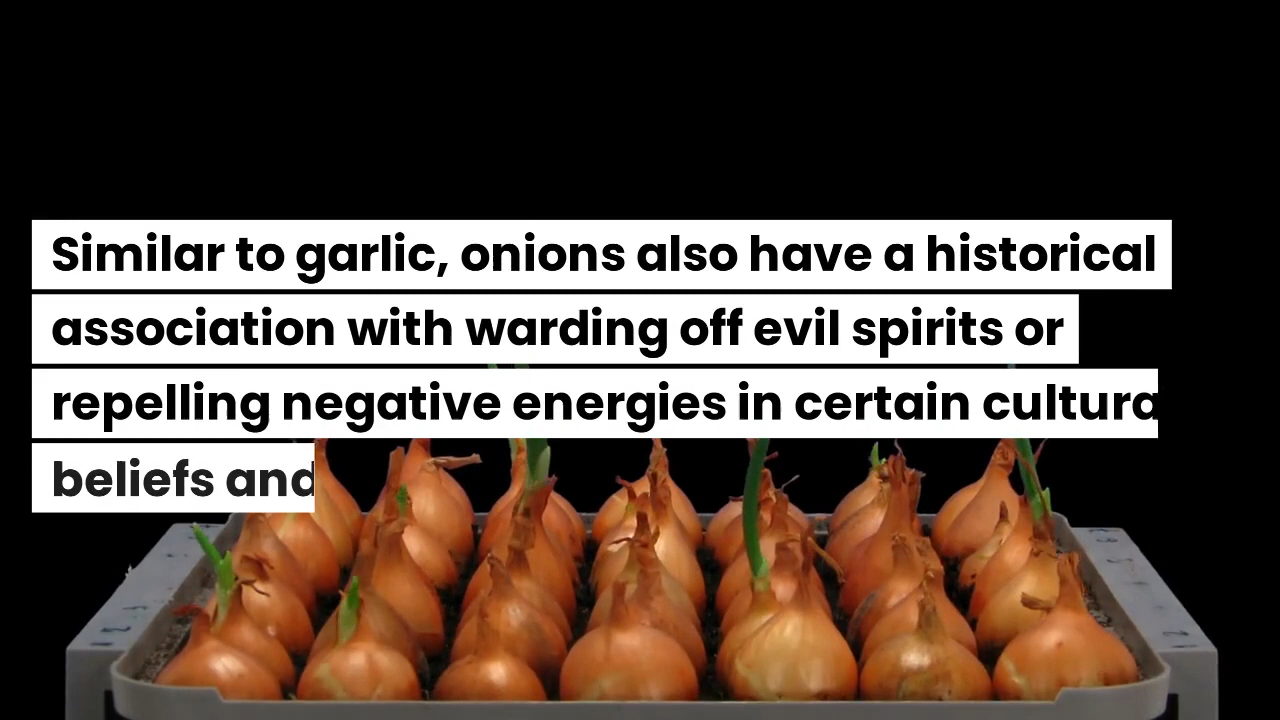 Similar to garlic, onions also have a historical
association with warding off evil spirits or
repelling negative energies in certain cultura
beliefs and